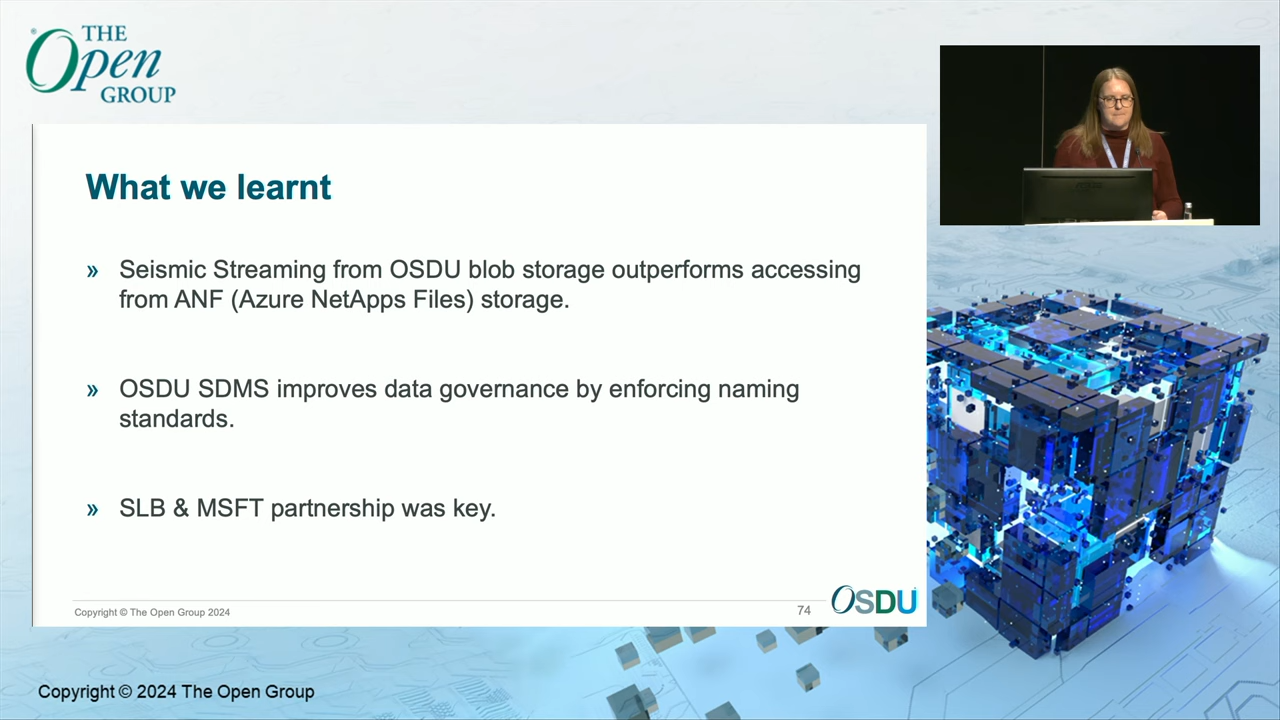 THE
Open
GROUP
What we learnt
» Seismic Streaming from OSDU blob storage outperforms accessing
from ANF (Azure NetApps Files) storage.
» OSDU SDMS improves data governance by enforcing naming
standards.
» SLB & MSFT partnership was key.
Copyright © The Open Group 2024
74
OSDU
Copyright © 2024 The Open Group